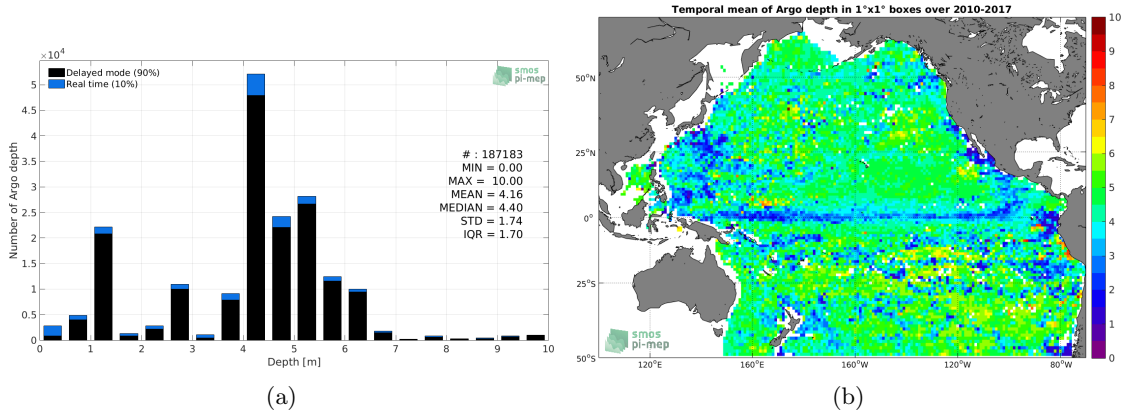 ×10⁴
5
4.5
4
3.5
3
2.5
2
1.5
1
0.5
0
Number of Argo depth
Delayed mode (90%)
Real time (10%)
smos
pi-mep
# : 187183
MIN = 0.00
MAX = 10.00
MEAN = 4.16
MEDIAN = 4.40
STD = 1.74
IQR = 1.70
0 1 2 3 4 5 6 7 8 9 10
Depth [m]
(a)
Temporal mean of Argo depth in 1°x1° boxes over 2010-2017
50°N
25°N
0°
25°S
50°S
120°E 160°E 160°W 120°W 80°W
smos
pi-mep
10
9
8
7
6
5
4
3
2
1
0
(b)